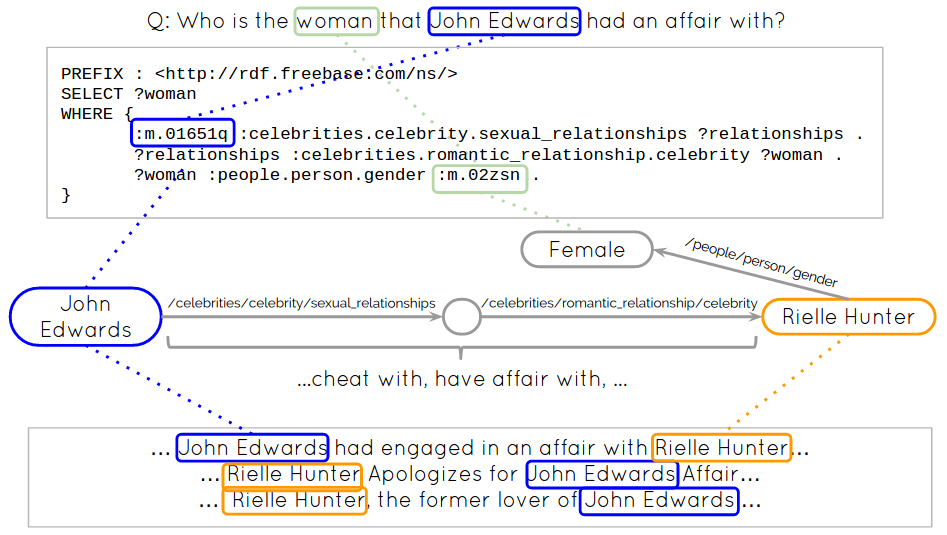 Q: Who is the woman that John Edwards had an affair with?
PREFIX : <http://rdf.freebase.com/ns/>
SELECT ?woman
WHERE {
:m.01651q :celebrities.celebrity.sexual_relationships ?relationships .
?relationships :celebrities.romantic_relationship.celebrity ?woman .
?woman :people.person.gender :m.02zsn .
}
Female
/people/person/gender
John
Edwards
/celebrities/celebrity/sexual_relationships
/celebrities/romantic_relationship/celebrity
Rielle Hunter
...cheat with, have affair with, ...
... John Edwards had engaged in an affair with Rielle Hunter...
... Rielle Hunter Apologizes for John Edwards Affair...
... Rielle Hunter, the former lover of John Edwards ...